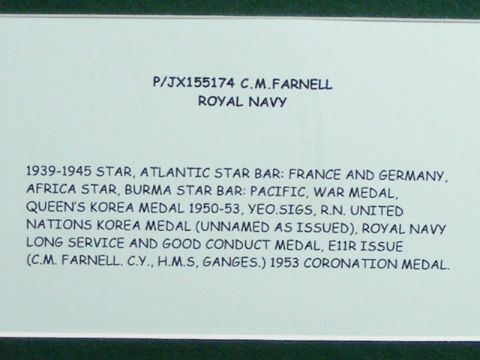 P/JX155174 C.M.FARNELL
ROYAL NAVY
1939-1945 STAR, ATLANTIC STAR BAR: FRANCE AND GERMANY,
AFRICA STAR, BURMA STAR BAR: PACIFIC, WAR MEDAL,
QUEEN'S KOREA MEDAL 1950-53, YEO.SIGS, R.N. UNITED
NATIONS KOREA MEDAL (UNNAMED AS ISSUED), ROYAL NAVY
LONG SERVICE AND GOOD CONDUCT MEDAL, E11R ISSUE
(C.M. FARNELL. C.Y., H.M.S, GANGES.) 1953 CORONATION MEDAL.